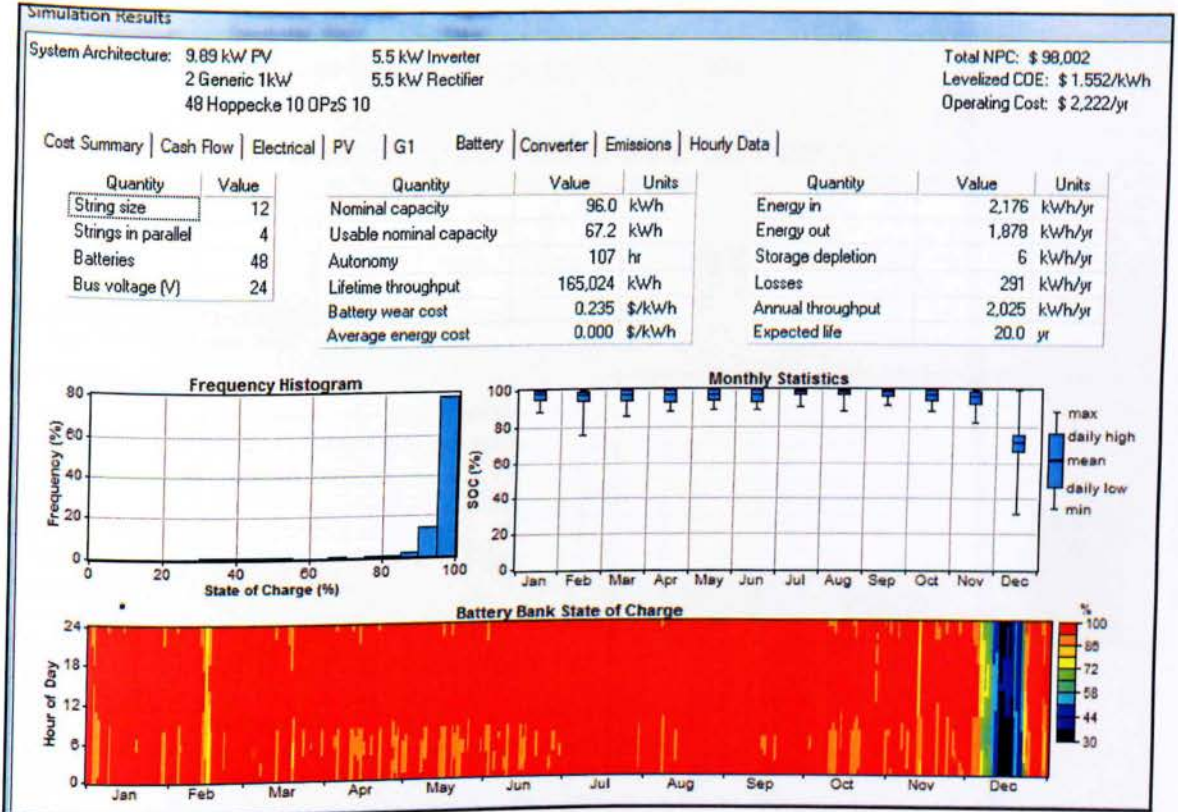 Simulation Results
System Architecture: 9.89 kW PV 5.5 kW Inverter Total NPC: $ 98,002
2 Generic 1kW 5.5 kW Rectifier Levelized COE: $ 1.552/kWh
48 Hoppecke 10 OPzS 10 Operating Cost: $ 2,222/yr
Cost Summary | Cash Flow | Electrical | PV | G1 Battery | Converter | Emissions | Hourly Data |
Quantity Value Quantity Value Units Quantity Value Units
String size 12 Nominal capacity 96.0 kWh Energy in 2,176 kWh/yr
Strings in parallel 4 Usable nominal capacity 67.2 kWh Energy out 1,878 kWh/yr
Batteries 48 Autonomy 107 hr Storage depletion 6 kWh/yr
Bus voltage (V) 24 Lifetime throughput 165,024 kWh Losses 291 kWh/yr
Battery wear cost 0.235 $/kWh Annual throughput 2,025 kWh/yr
Average energy cost 0.000 $/kWh Expected life 20.0 yr
Frequency Histogram
80
60
40
20
0
Frequency (%)
0 20 40 60 80 100
State of Charge (%)
Monthly Statistics
100
80
60
40
20
0
SOC (%)
Jan Feb Mar Apr May Jun Jul Aug Sep Oct Nov Dec
max
daily high
mean
daily low
min
Battery Bank State of Charge
24
18
12
6
0
Hour of Day
Jan Feb Mar Apr May Jun Jul Aug Sep Oct Nov Dec
%
100
86
72
58
44
30